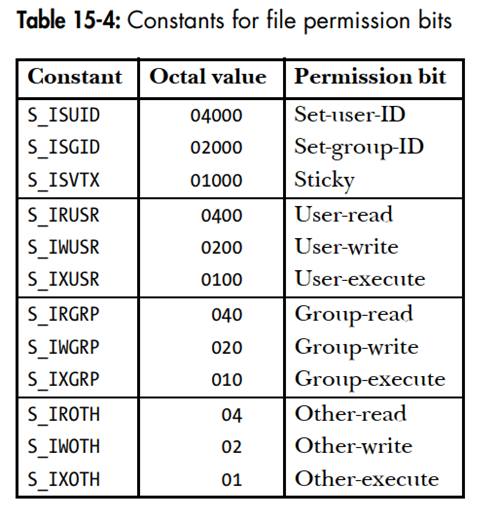 Table 15-4: Constants for file permission bits
Constant Octal value Permission bit
S_ISUID 04000 Set-user-ID
S_ISGID 02000 Set-group-ID
S_ISVTX 01000 Sticky
S_IRUSR 0400 User-read
S_IWUSR 0200 User-write
S_IXUSR 0100 User-execute
S_IRGRP 040 Group-read
S_IWGRP 020 Group-write
S_IXGRP 010 Group-execute
S_IROTH 04 Other-read
S_IWOTH 02 Other-write
S_IXOTH 01 Other-execute